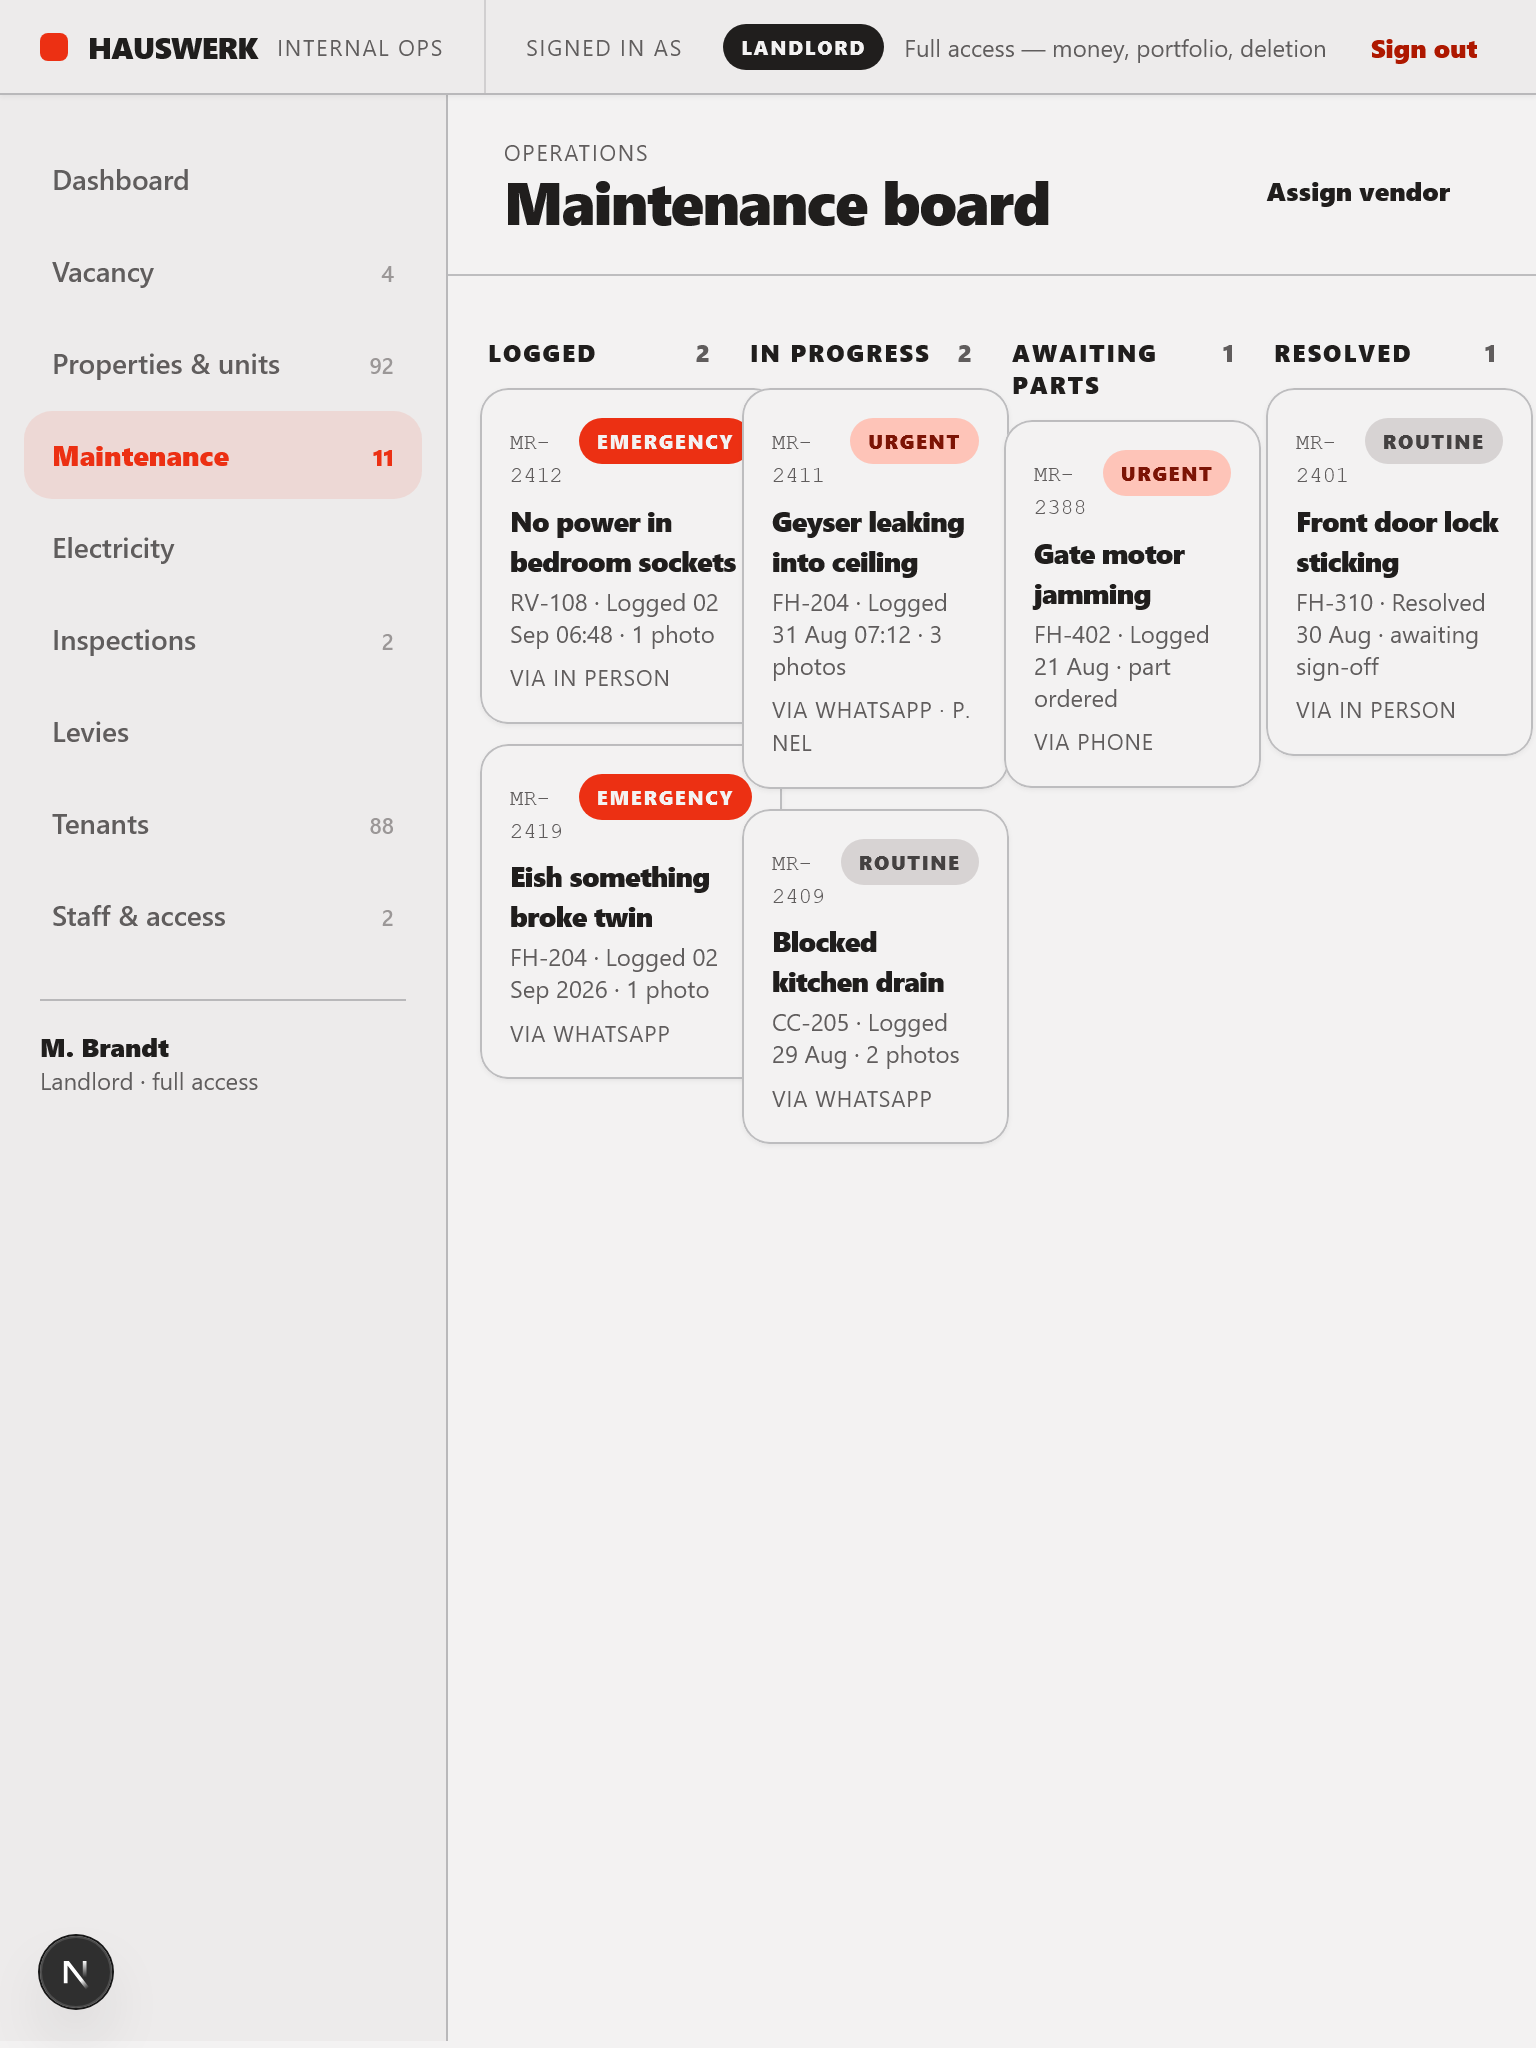 HAUSWERK INTERNAL OPS
SIGNED IN AS
LANDLORD
Full access — money, portfolio, deletion
Sign out
Dashboard
Vacancy 4
Properties & units 92
Maintenance 11
Electricity
Inspections 2
Levies
Tenants 88
Staff & access 2
M. Brandt
Landlord · full access
OPERATIONS
Maintenance board
Assign vendor
LOGGED 2
MR-
2412
EMERGENCY
No power in
bedroom sockets
RV-108 · Logged 02
Sep 06:48 · 1 photo
VIA IN PERSON
MR-
2419
EMERGENCY
Eish something
broke twin
FH-204 · Logged 02
Sep 2026 · 1 photo
VIA WHATSAPP
IN PROGRESS 2
MR-
2411
URGENT
Geyser leaking
into ceiling
FH-204 · Logged
31 Aug 07:12 · 3
photos
VIA WHATSAPP · P.
NEL
MR-
2409
ROUTINE
Blocked
kitchen drain
CC-205 · Logged
29 Aug · 2 photos
VIA WHATSAPP
AWAITING
PARTS
1
MR-
2388
URGENT
Gate motor
jamming
FH-402 · Logged
21 Aug · part
ordered
VIA PHONE
RESOLVED 1
MR-
2401
ROUTINE
Front door lock
sticking
FH-310 · Resolved
30 Aug · awaiting
sign-off
VIA IN PERSON
N